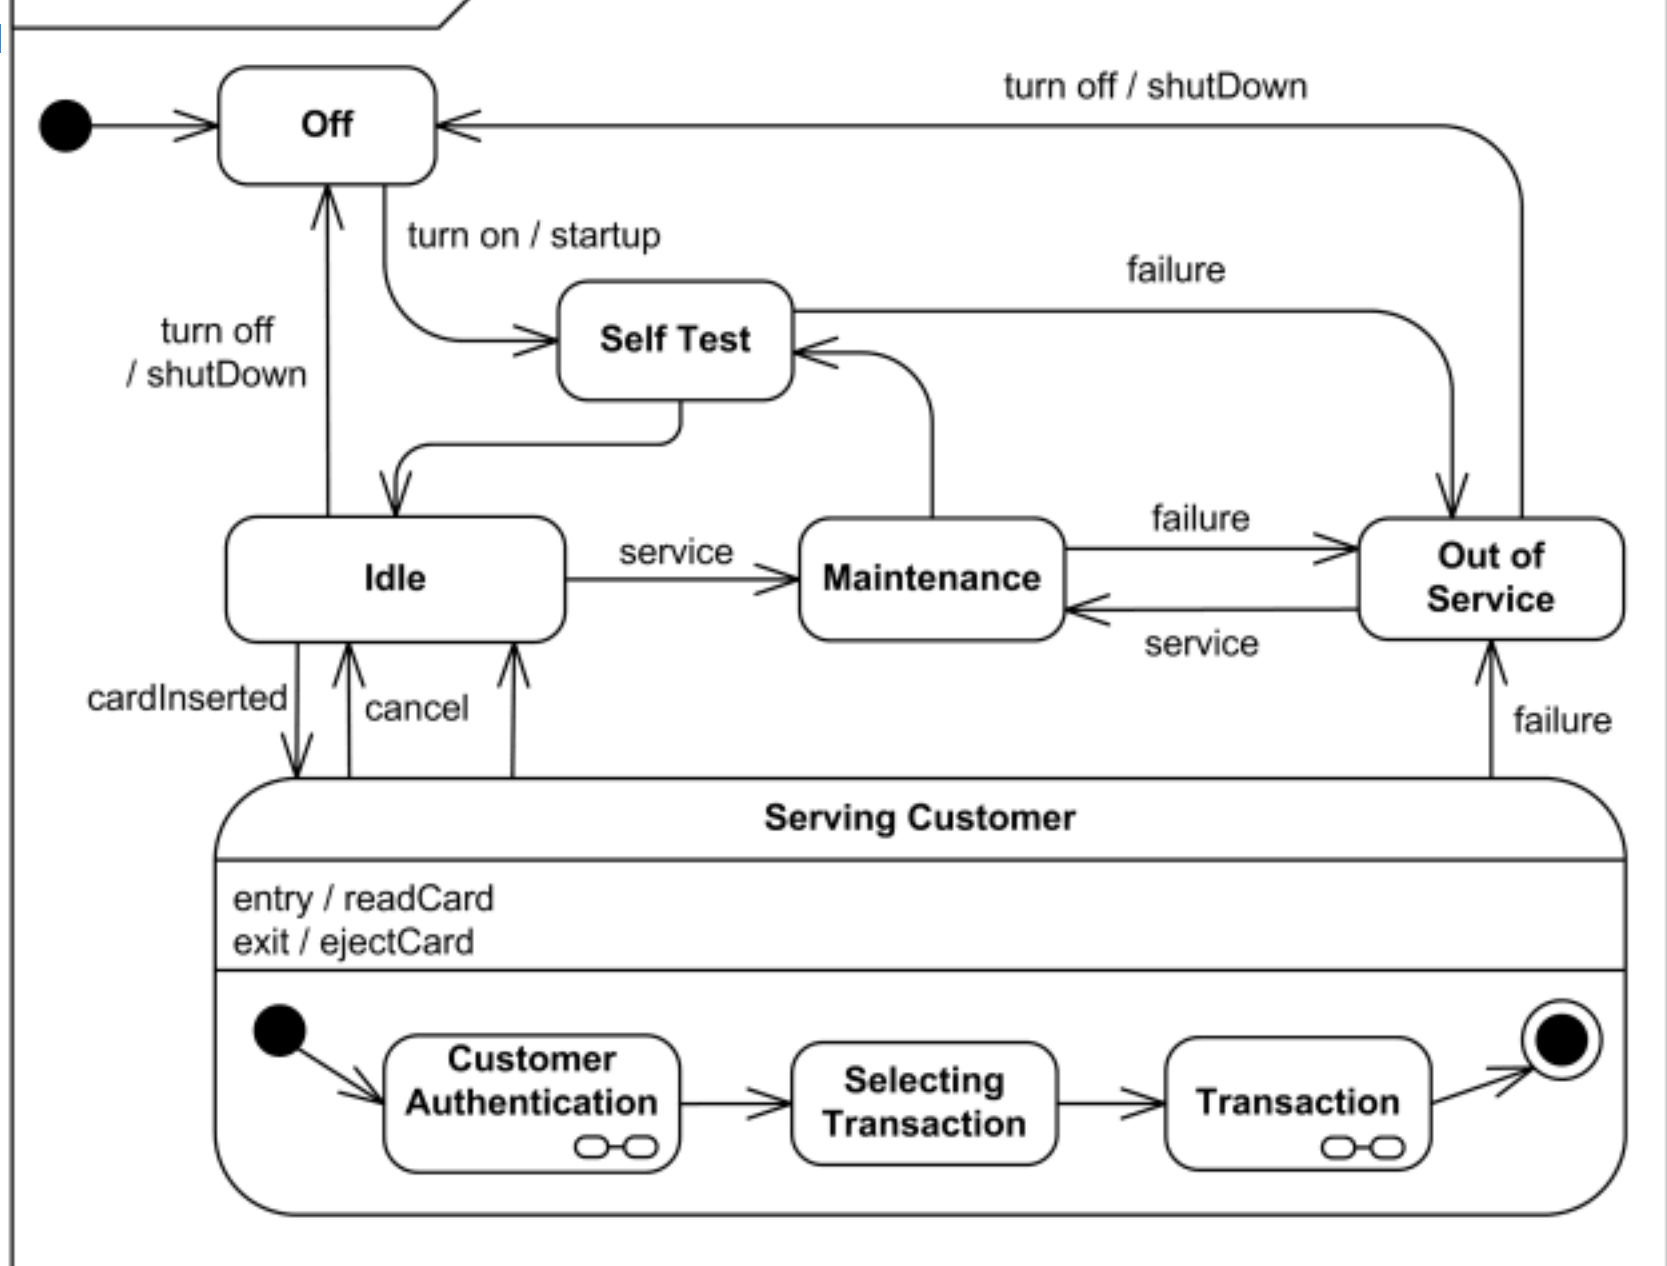 turn off / shutDown
Off
turn on / startup
failure
turn off
/ shutDown
Self Test
failure
service
Idle
Maintenance
Out of
Service
service
cardInserted
cancel
failure
Serving Customer
entry / readCard
exit / ejectCard
Customer
Authentication
Selecting
Transaction
Transaction